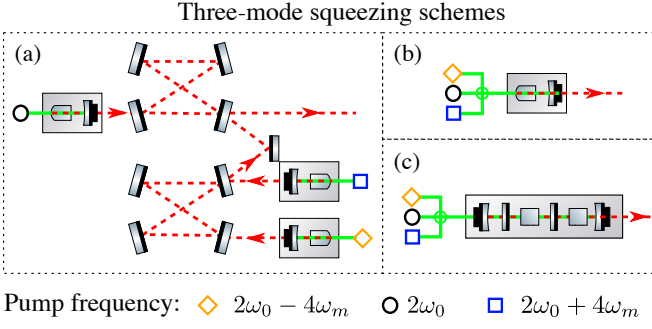 Three-mode squeezing schemes
(a)
(b)
(c)
Pump frequency: 2ω₀ − 4ωₘ 2ω₀ 2ω₀ + 4ωₘ